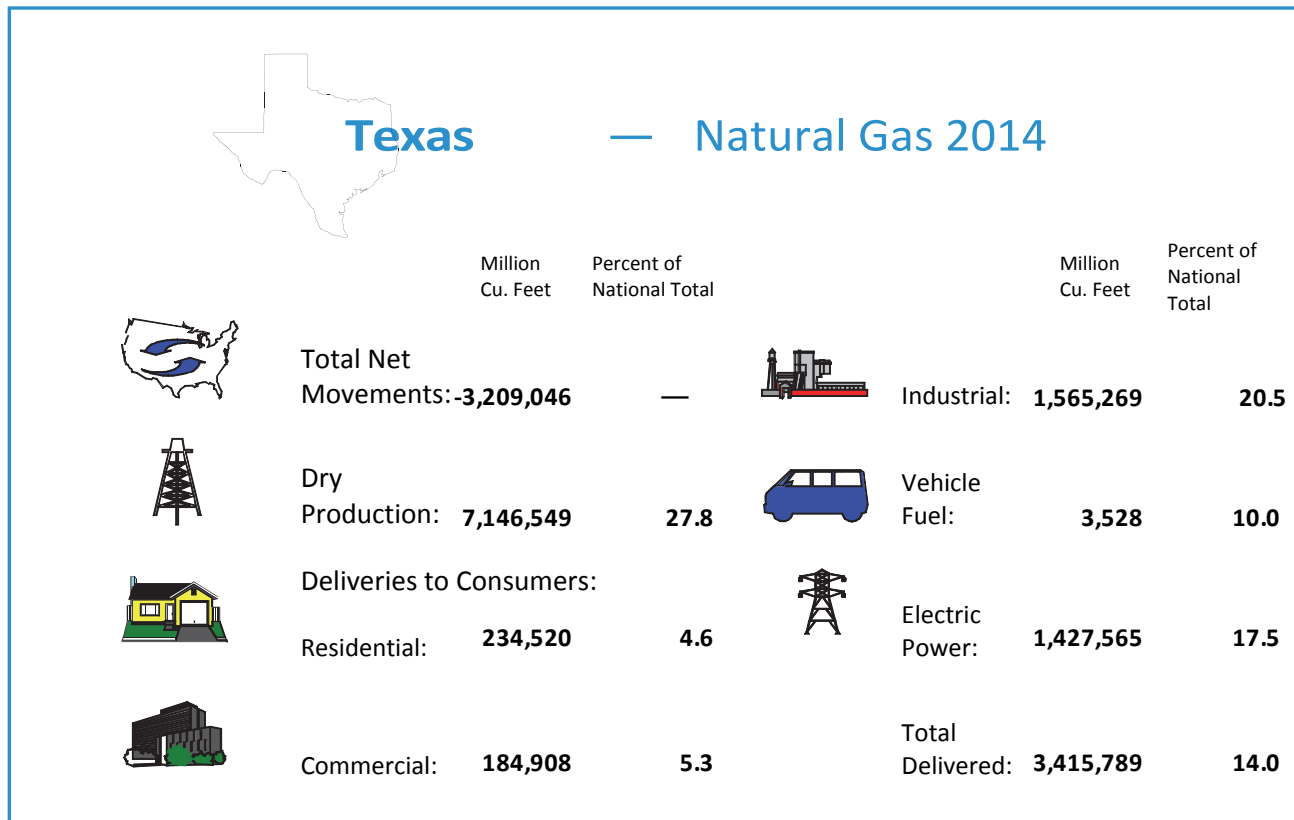 Texas — Natural Gas 2014
Million
Cu. Feet
Percent of
National Total
Million
Cu. Feet
Percent of
National
Total
Total Net
Movements: -3,209,046 —
Industrial: 1,565,269 20.5
Dry
Production: 7,146,549 27.8
Vehicle
Fuel: 3,528 10.0
Deliveries to Consumers:
Residential: 234,520 4.6
Electric
Power: 1,427,565 17.5
Commercial: 184,908 5.3
Total
Delivered: 3,415,789 14.0